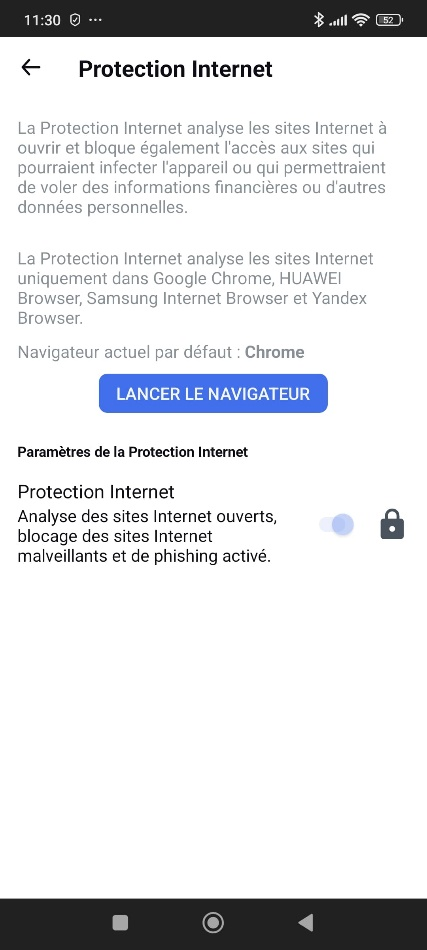 11:30
52
Protection Internet
La Protection Internet analyse les sites Internet à
ouvrir et bloque également l'accès aux sites qui
pourraient infecter l'appareil ou qui permettraient
de voler des informations financières ou d'autres
données personnelles.
La Protection Internet analyse les sites Internet
uniquement dans Google Chrome, HUAWEI
Browser, Samsung Internet Browser et Yandex
Browser.
Navigateur actuel par défaut : Chrome
LANCER LE NAVIGATEUR
Paramètres de la Protection Internet
Protection Internet
Analyse des sites Internet ouverts,
blocage des sites Internet
malveillants et de phishing activé.